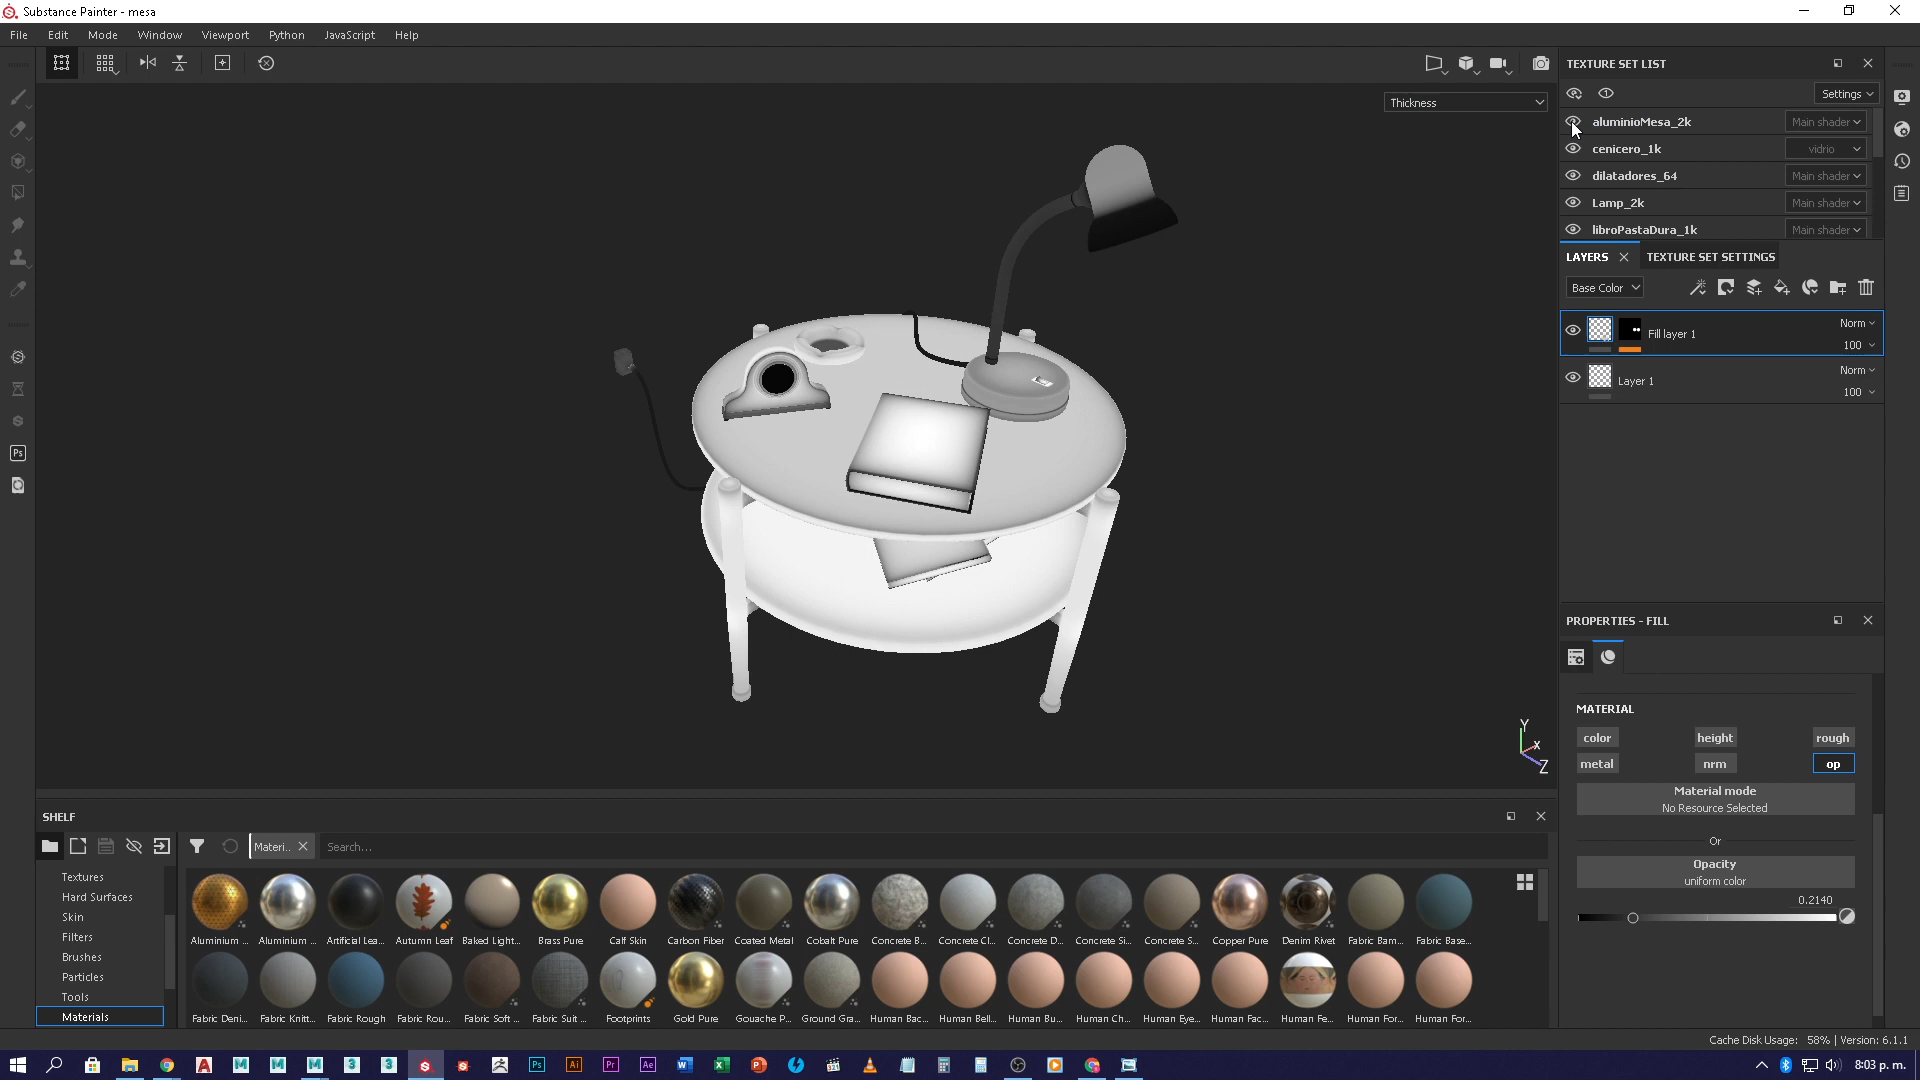 Substance Painter - mesa
File Edit Mode Window Viewport Python JavaScript Help
Thickness
TEXTURE SET LIST
Settings
aluminioMesa_2k Main shader
cenicero_1k vidrio
dilatadores_64 Main shader
Lamp_2k Main shader
libroPastaDura_1k Main shader
LAYERS TEXTURE SET SETTINGS
Base Color
Fill layer 1 Norm
100
Layer 1 Norm
100
PROPERTIES - FILL
MATERIAL
color height rough
metal nrm op
Material mode
No Resource Selected
Or
Opacity
uniform color
0.2140
Y
X
Z
SHELF
Materi.. Search...
Textures
Hard Surfaces
Skin
Filters
Brushes
Particles
Tools
Materials
Aluminium ... Aluminium ... Artificial Lea... Autumn Leaf Baked Light... Brass Pure Calf Skin Carbon Fiber Coated Metal Cobalt Pure Concrete B... Concrete Cl... Concrete D... Concrete Si... Concrete S... Copper Pure Denim Rivet Fabric Bam... Fabric Base...
Fabric Deni... Fabric Knitt... Fabric Rough Fabric Rou... Fabric Soft ... Fabric Suit ... Footprints Gold Pure Gouache P... Ground Gra... Human Bac... Human Bell... Human Bu... Human Ch... Human Eye... Human Fac... Human Fe... Human For... Human For...
Cache Disk Usage: 58% | Version: 6.1.1
8:03 p. m.